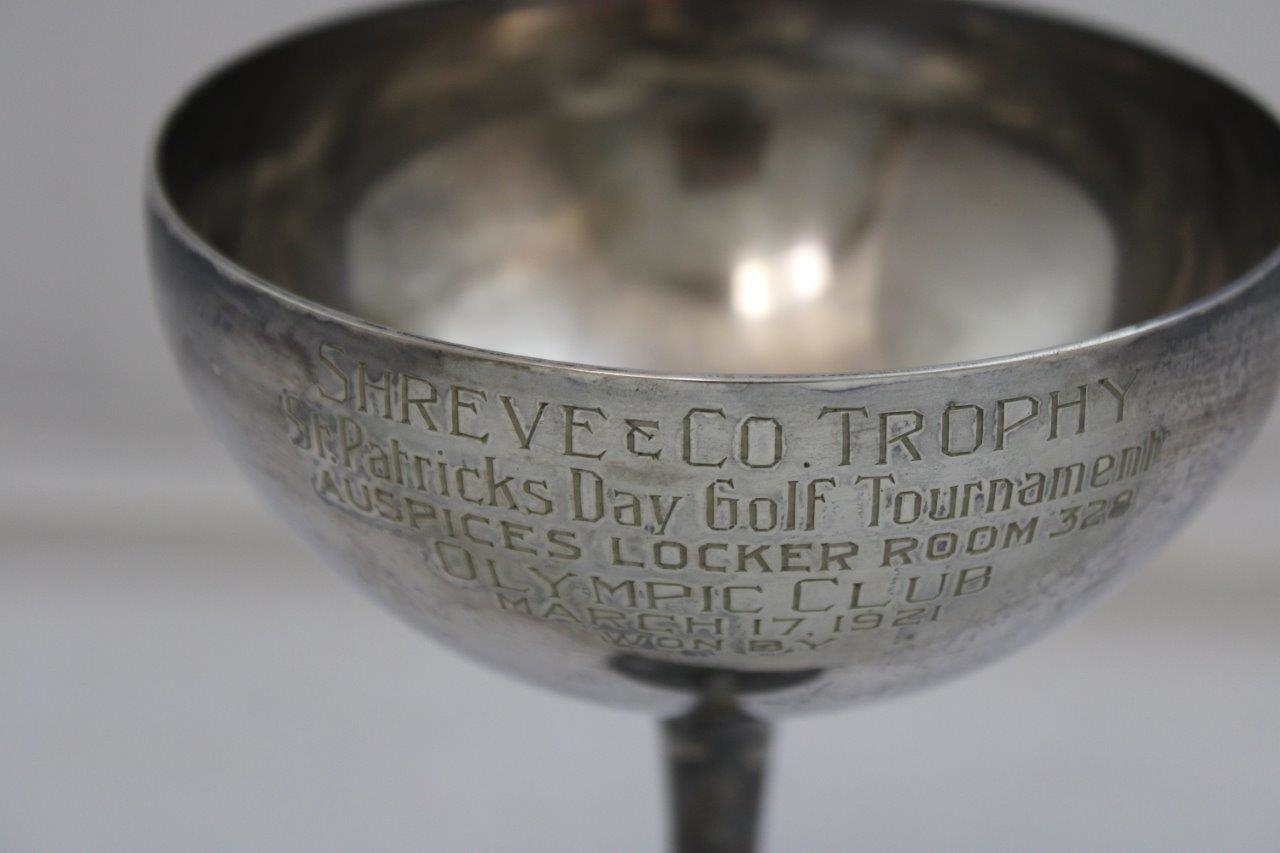 SHREVE & CO. TROPHY
St. Patricks Day Golf Tournament
AUSPICES LOCKER ROOM 328
OLYMPIC CLUB
MARCH 17, 1921
WON BY